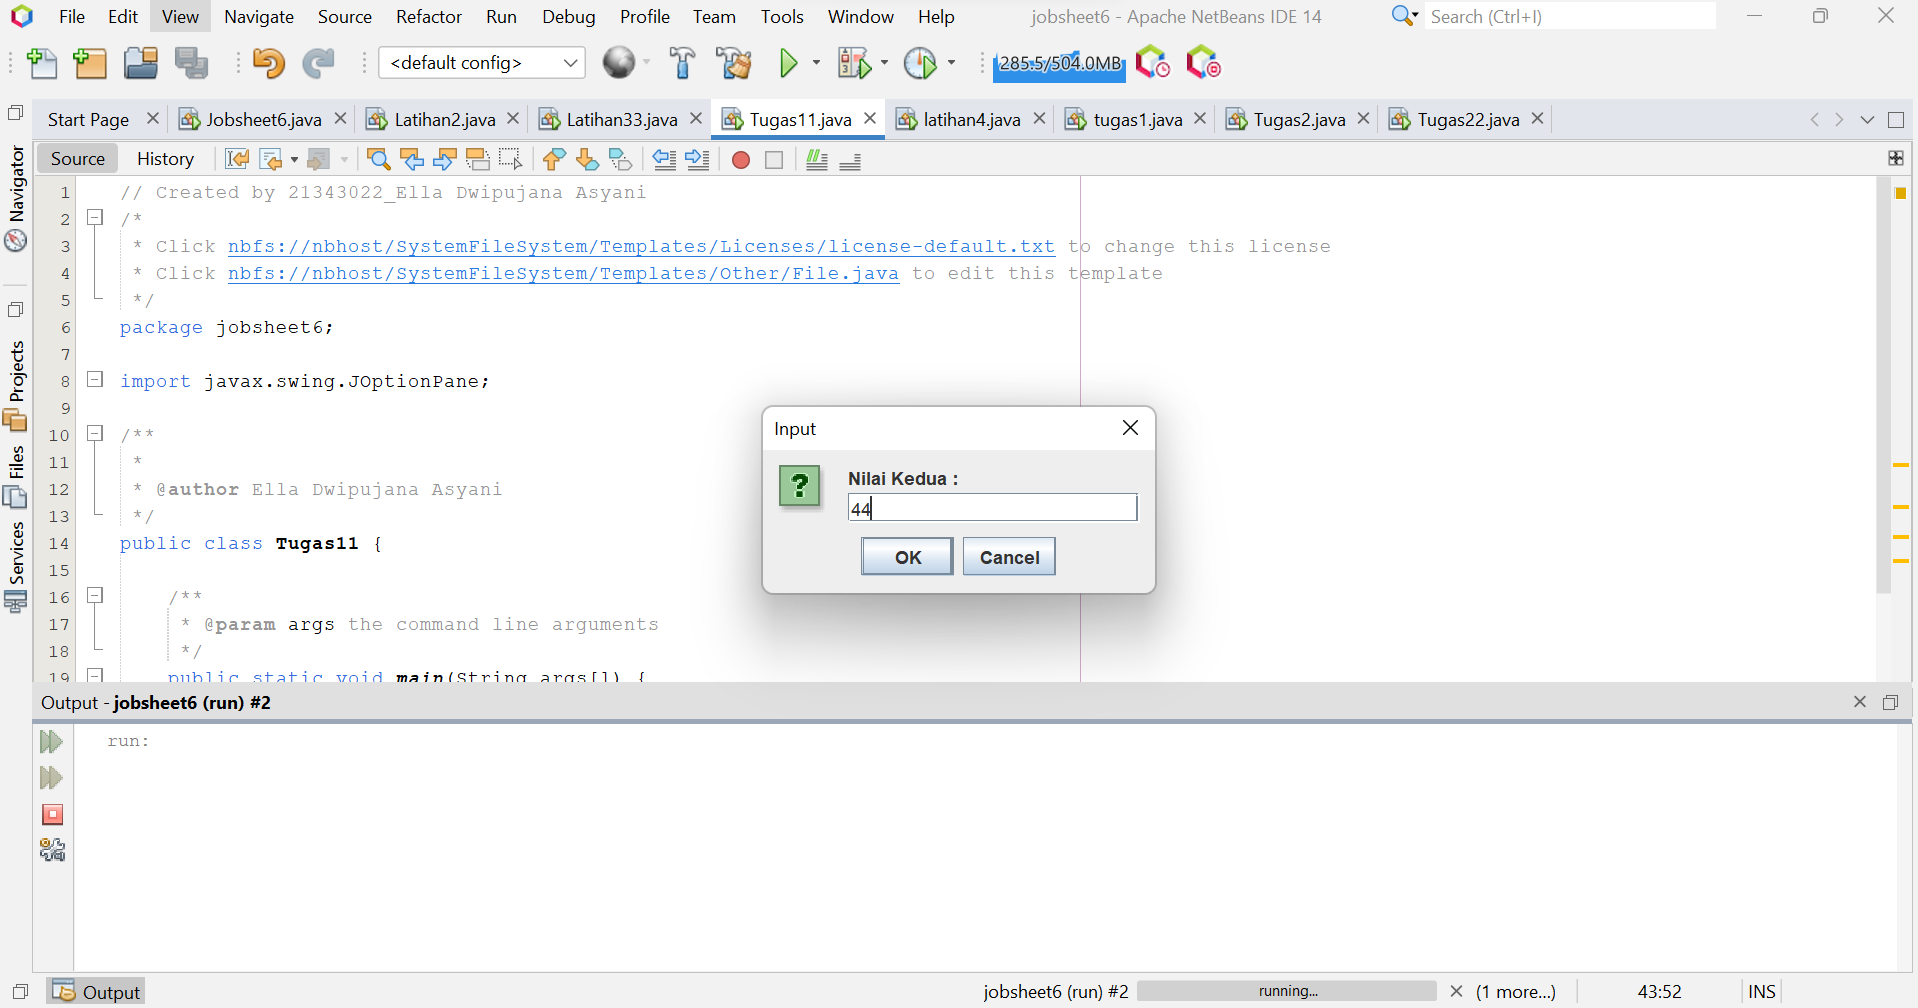 File Edit View Navigate Source Refactor Run Debug Profile Team Tools Window Help jobsheet6 - Apache NetBeans IDE 14 Search (Ctrl+I)
<default config> 285.5/504.0MB
Start Page Jobsheet6.java Latihan2.java Latihan33.java Tugas11.java latihan4.java tugas1.java Tugas2.java Tugas22.java
Source History
Navigator
Projects
Files
Services
1 // Created by 21343022_Ella Dwipujana Asyani
2 /*
3 * Click nbfs://nbhost/SystemFileSystem/Templates/Licenses/license-default.txt to change this license
4 * Click nbfs://nbhost/SystemFileSystem/Templates/Other/File.java to edit this template
5 */
6 package jobsheet6;
7
8 import javax.swing.JOptionPane;
9
10 /**
11 *
12 * @author Ella Dwipujana Asyani
13 */
14 public class Tugas11 {
15
16 /**
17 * @param args the command line arguments
18 */
19 public static void main(String args[]) {
Input
Nilai Kedua :
44
OK Cancel
Output - jobsheet6 (run) #2
run:
Output jobsheet6 (run) #2 running... (1 more...) 43:52 INS